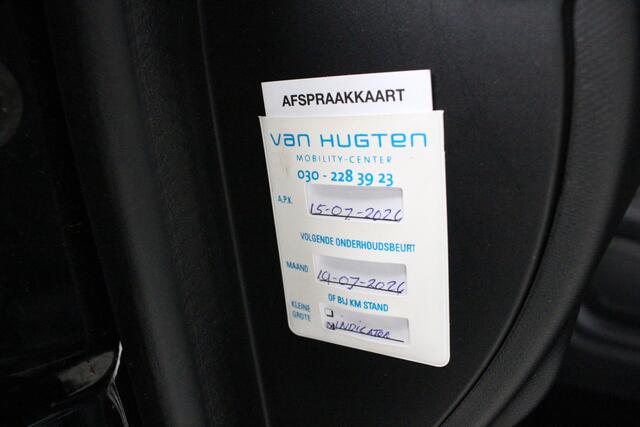 AFSPRAAKKAART
van HUGTEN
MOBILITY-CENTER
030 - 228 39 23
A.P.K. 15-07-2026
VOLGENDE ONDERHOUDSBEURT
MAAND 19-07-2026
OF BIJ KM STAND
KLEINE
GROTE INDICATOR